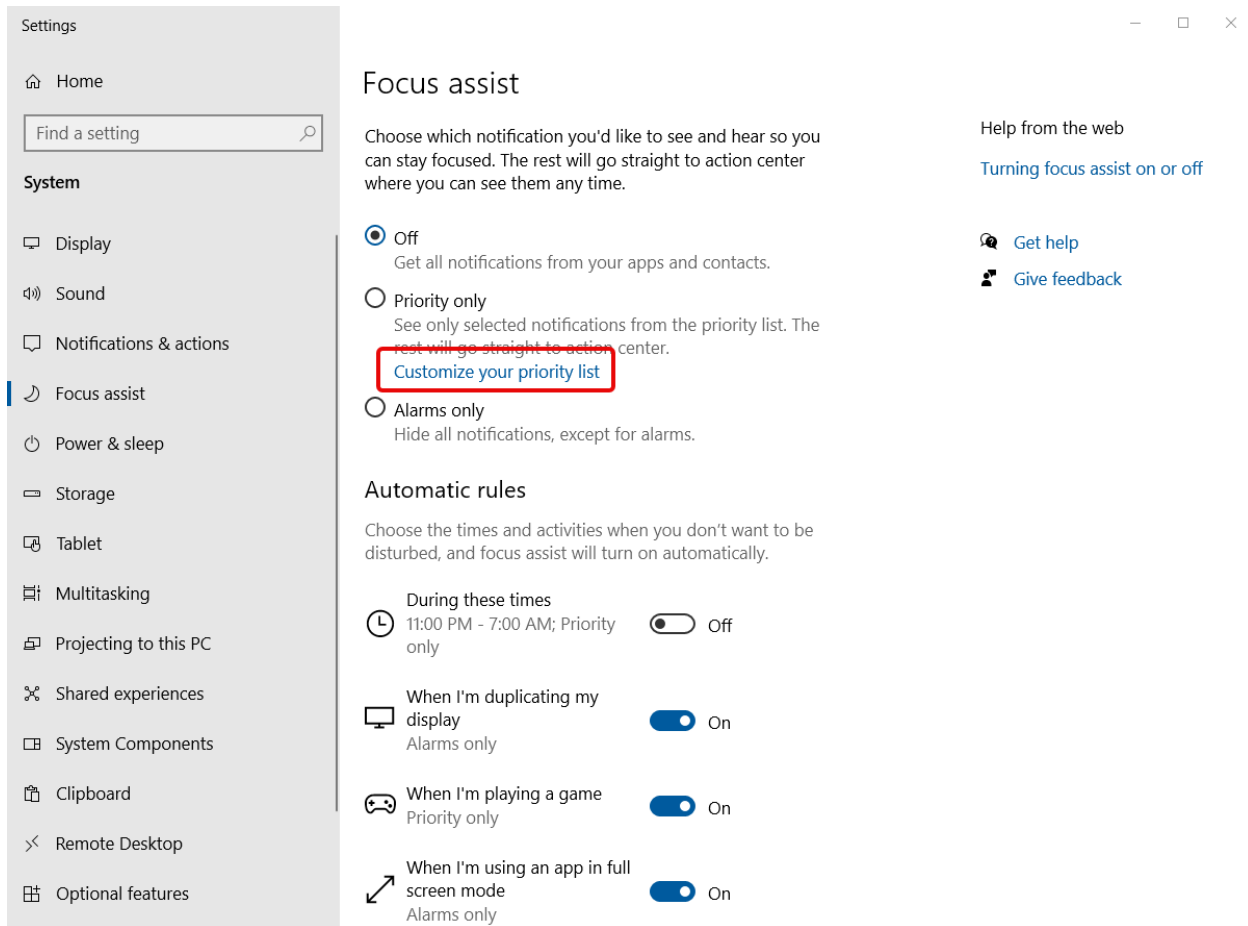 Settings
Home
Find a setting
System
Display
Sound
Notifications & actions
Focus assist
Power & sleep
Storage
Tablet
Multitasking
Projecting to this PC
Shared experiences
System Components
Clipboard
Remote Desktop
Optional features
Focus assist
Choose which notification you'd like to see and hear so you
can stay focused. The rest will go straight to action center
where you can see them any time.
Off
Get all notifications from your apps and contacts.
Priority only
See only selected notifications from the priority list. The
rest will go straight to action center.
Customize your priority list
Alarms only
Hide all notifications, except for alarms.
Automatic rules
Choose the times and activities when you don't want to be
disturbed, and focus assist will turn on automatically.
During these times
11:00 PM - 7:00 AM; Priority
only
Off
When I'm duplicating my
display
Alarms only
On
When I'm playing a game
Priority only
On
When I'm using an app in full
screen mode
Alarms only
On
Help from the web
Turning focus assist on or off
Get help
Give feedback